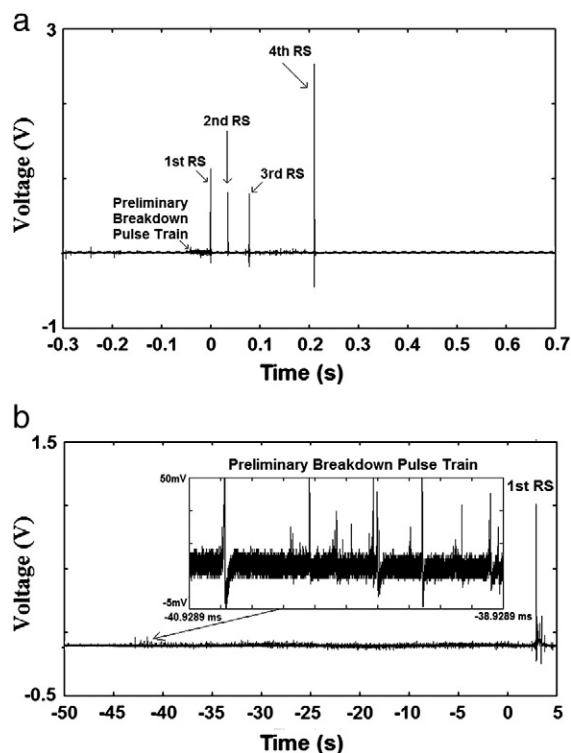 a
3
4th RS
2nd RS
1st RS
3rd RS
Preliminary
Breakdown
Pulse Train
Voltage (V)
-1
-0.3 -0.2 -0.1 0 0.1 0.2 0.3 0.4 0.5 0.6 0.7
Time (s)
b
1.5
Preliminary Breakdown Pulse Train
50mV
1st RS
Voltage (V)
-5mV
-40.9289 ms -38.9289 ms
-0.5
-50 -45 -40 -35 -30 -25 -20 -15 -10 -5 0 5
Time (s)